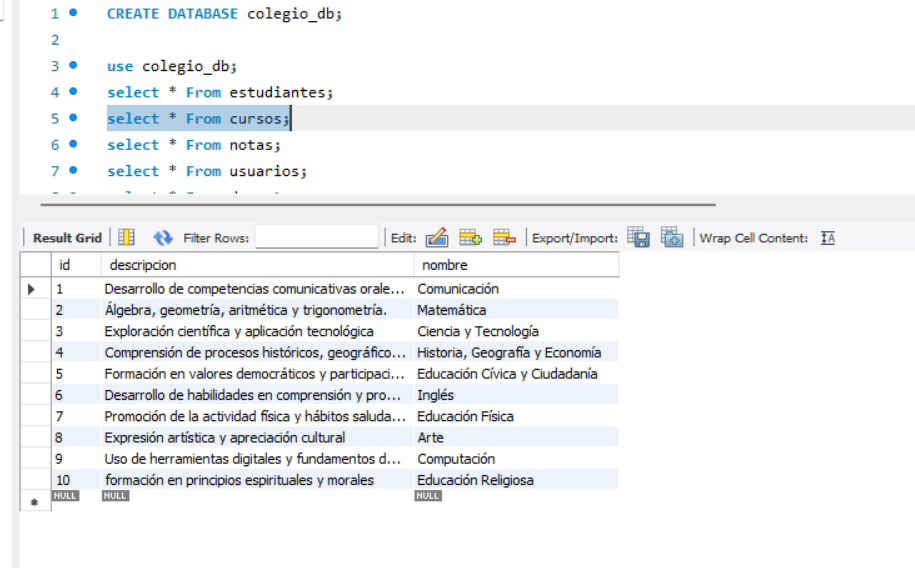 1 CREATE DATABASE colegio_db;
2
3 use colegio_db;
4 select * From estudiantes;
5 select * From cursos;
6 select * From notas;
7 select * From usuarios;
Result Grid Filter Rows: Edit: Export/Import: Wrap Cell Content: IA
id descripcion nombre
1 Desarrollo de competencias comunicativas orale... Comunicación
2 Álgebra, geometría, aritmética y trigonometría. Matemática
3 Exploración científica y aplicación tecnológica Ciencia y Tecnología
4 Comprensión de procesos históricos, geográfico... Historia, Geografía y Economía
5 Formación en valores democráticos y participaci... Educación Cívica y Ciudadanía
6 Desarrollo de habilidades en comprensión y pro... Inglés
7 Promoción de la actividad física y hábitos saluda... Educación Física
8 Expresión artística y apreciación cultural Arte
9 Uso de herramientas digitales y fundamentos d... Computación
10 formación en principios espirituales y morales Educación Religiosa
NULL NULL NULL